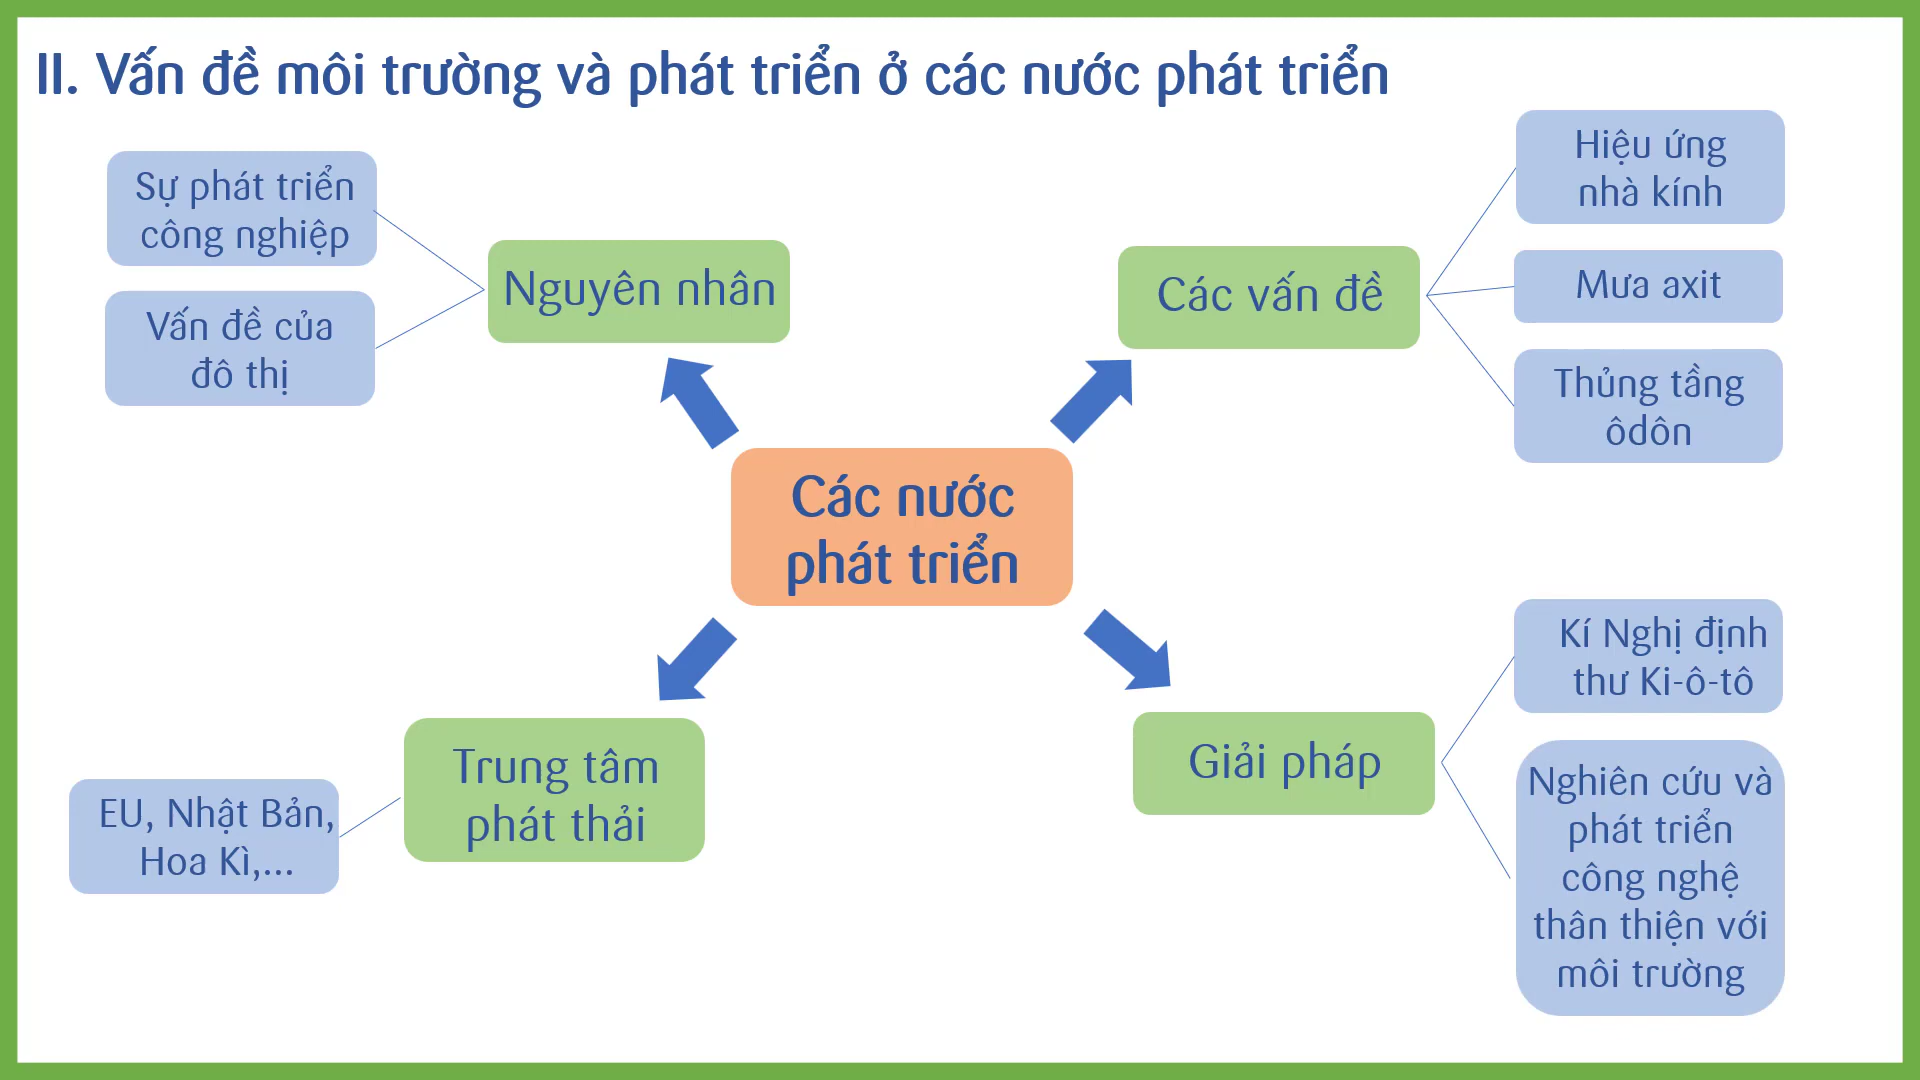 II. Vấn đề môi trường và phát triển ở các nước phát triển
Sự phát triển
công nghiệp
Vấn đề của
đô thị
Nguyên nhân
Các vấn đề
Hiệu ứng
nhà kính
Mưa axit
Thủng tầng
ôdôn
Các nước
phát triển
Trung tâm
phát thải
EU, Nhật Bản,
Hoa Kì,...
Giải pháp
Kí Nghị định
thư Ki-ô-tô
Nghiên cứu và
phát triển
công nghệ
thân thiện với
môi trường